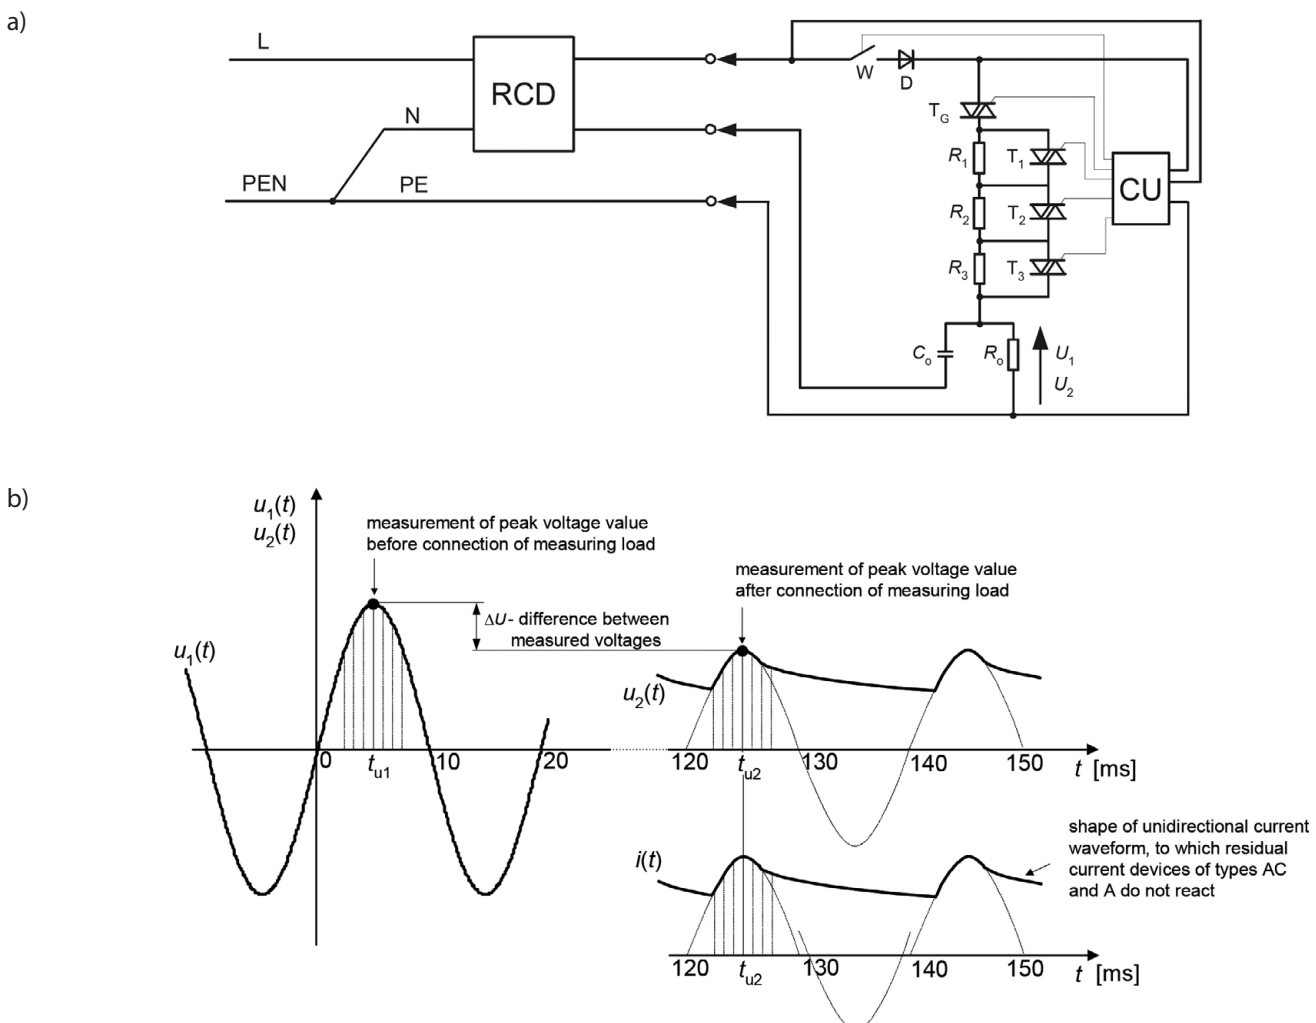 a)
L
N
RCD
PEN
PE
W
D
T_G
R_1
T_1
CU
R_2
T_2
R_3
T_3
C_o
R_o
U_1
U_2
b)
u_1(t)
u_2(t)
measurement of peak voltage value
before connection of measuring load
measurement of peak voltage value
after connection of measuring load
ΔU - difference between
measured voltages
u_1(t)
u_2(t)
0
t_u1
10
20
120
t_u2
130
140
150
t [ms]
i(t)
shape of unidirectional current
waveform, to which residual
current devices of types AC
and A do not react
120
t_u2
130
140
150
t [ms]